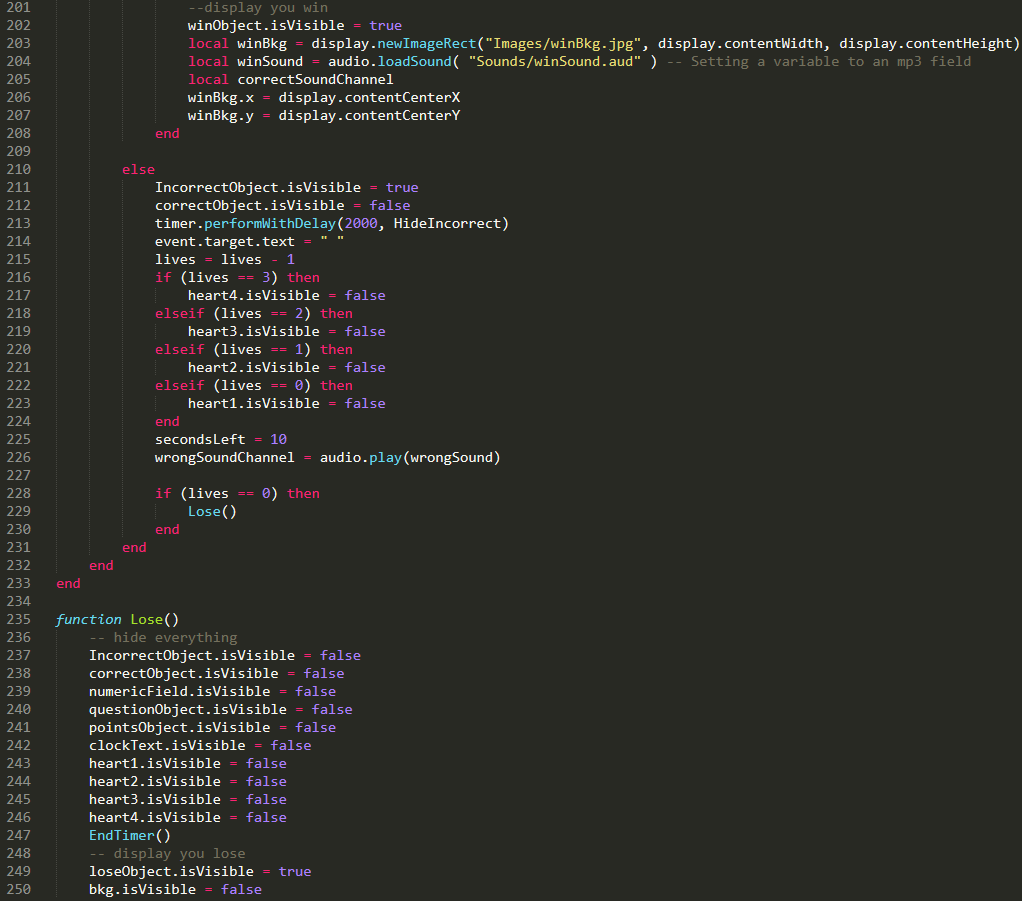 201 --display you win
202 winObject.isVisible = true
203 local winBkg = display.newImageRect("Images/winBkg.jpg", display.contentWidth, display.contentHeight)
204 local winSound = audio.loadSound( "Sounds/winSound.aud" ) -- Setting a variable to an mp3 field
205 local correctSoundChannel
206 winBkg.x = display.contentCenterX
207 winBkg.y = display.contentCenterY
208 end
209
210 else
211 IncorrectObject.isVisible = true
212 correctObject.isVisible = false
213 timer.performWithDelay(2000, HideIncorrect)
214 event.target.text = " "
215 lives = lives - 1
216 if (lives == 3) then
217 heart4.isVisible = false
218 elseif (lives == 2) then
219 heart3.isVisible = false
220 elseif (lives == 1) then
221 heart2.isVisible = false
222 elseif (lives == 0) then
223 heart1.isVisible = false
224 end
225 secondsLeft = 10
226 wrongSoundChannel = audio.play(wrongSound)
227
228 if (lives == 0) then
229 Lose()
230 end
231 end
232 end
233 end
234
235 function Lose()
236 -- hide everything
237 IncorrectObject.isVisible = false
238 correctObject.isVisible = false
239 numericField.isVisible = false
240 questionObject.isVisible = false
241 pointsObject.isVisible = false
242 clockText.isVisible = false
243 heart1.isVisible = false
244 heart2.isVisible = false
245 heart3.isVisible = false
246 heart4.isVisible = false
247 EndTimer()
248 -- display you lose
249 loseObject.isVisible = true
250 bkg.isVisible = false